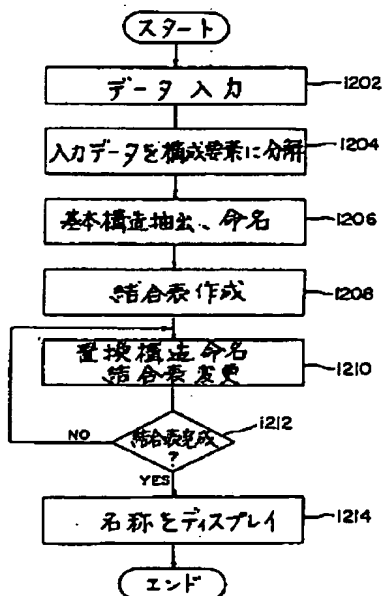 スタート
データ入力
1202
入力データを構成要素に分解
1204
基本構造抽出、命名
1206
結合表作成
1208
置換構造命名
結合表変更
1210
結合表完成
?
1212
NO
YES
名称をディスプレイ
1214
エンド